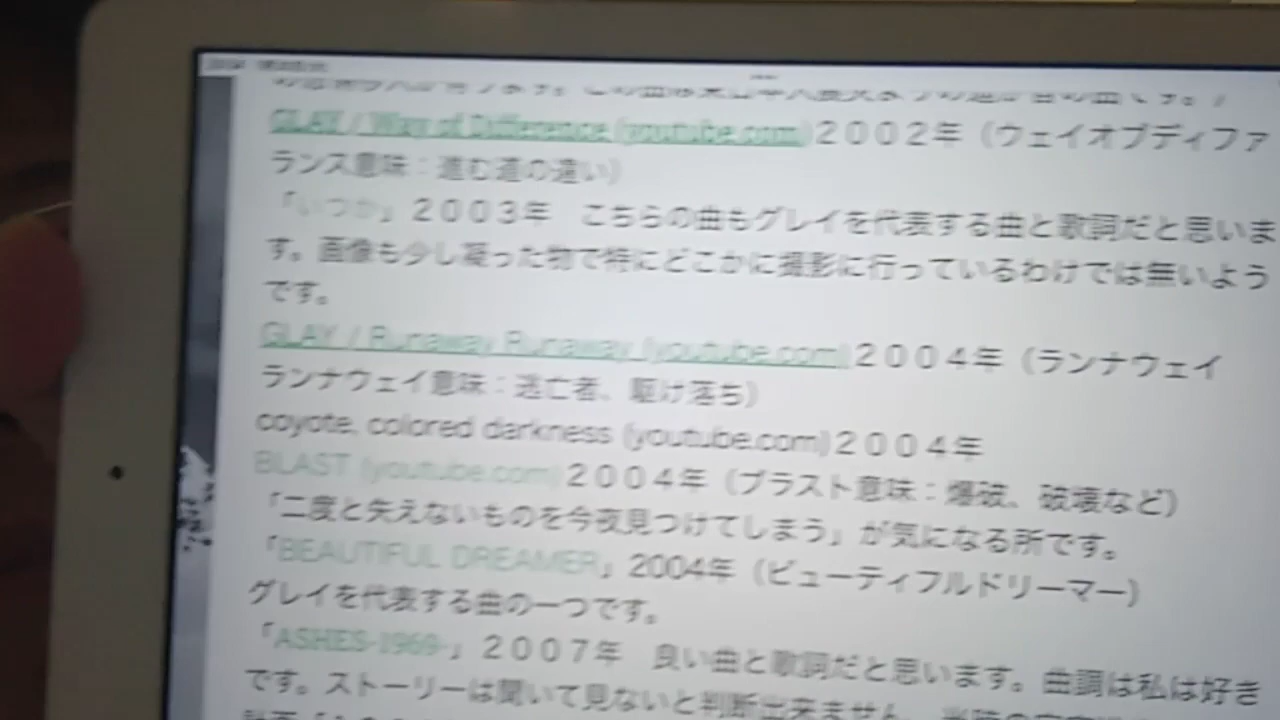 GLAY / Way of Difference (youtube.com)２００２年（ウェイオブディファ
ランス意味：進む道の違い）
「いつか」２００３年　こちらの曲もグレイを代表する曲と歌詞だと思いま
す。画像も少し凝った物で特にどこかに撮影に行っているわけでは無いよう
です。
GLAY / Runaway Runaway (youtube.com)２００４年（ランナウェイ
ランナウェイ意味：逃亡者、駆け落ち）
coyote, colored darkness (youtube.com)２００４年
BLAST (youtube.com)２００４年（ブラスト意味：爆破、破壊など）
「二度と失えないものを今夜見つけてしまう」が気になる所です。
「BEAUTIFUL DREAMER」2004年（ビューティフルドリーマー）
グレイを代表する曲の一つです。
「ASHES-1969-」２００７年　良い曲と歌詞だと思います。曲調は私は好き
です。ストーリーは聞いて見ないと判断出来ません。